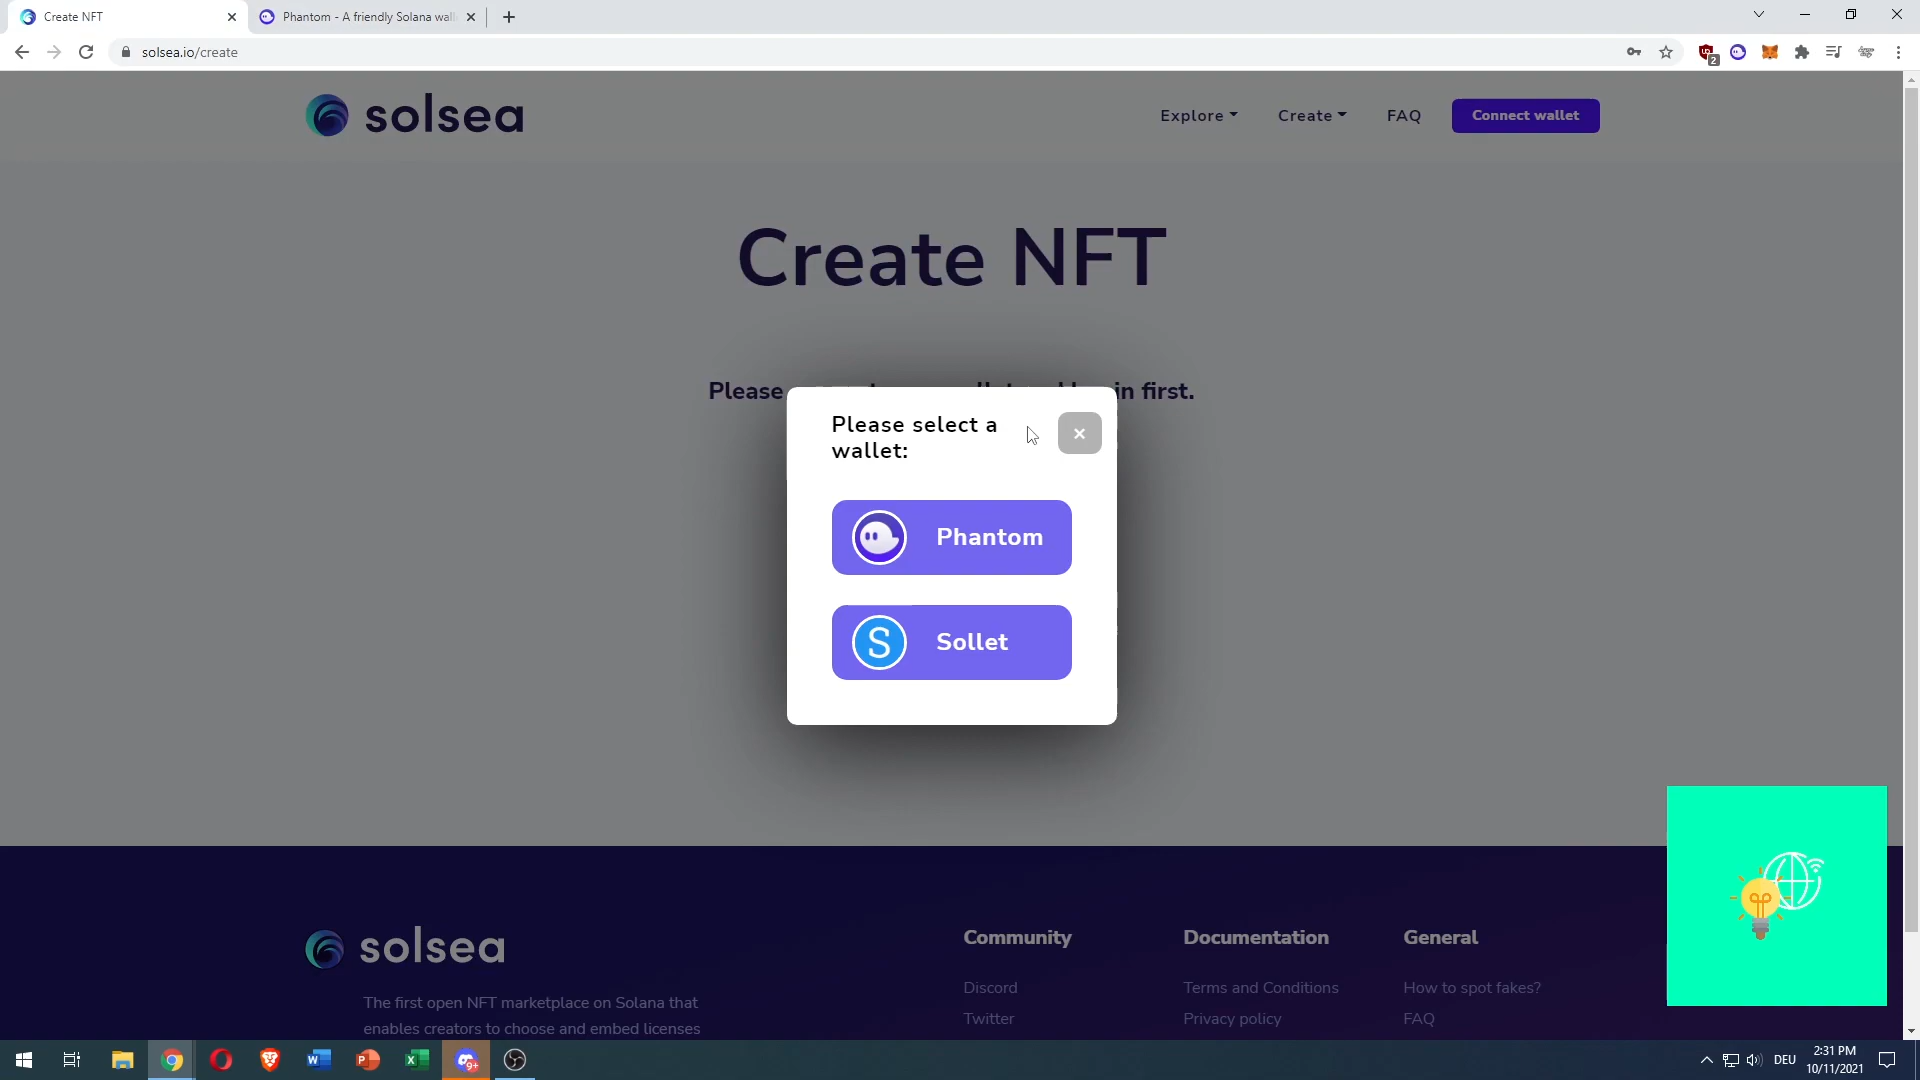 Create NFT
Phantom - A friendly Solana wall
solsea.io/create
2
solsea
Explore
Create
FAQ
Connect wallet
Create NFT
Please
in first.
Please select a
wallet:
×
Phantom
S
Sollet
solsea
The first open NFT marketplace on Solana that
enables creators to choose and embed licenses
Community
Discord
Twitter
Documentation
Terms and Conditions
Privacy policy
General
How to spot fakes?
FAQ
9+
DEU
2:31 PM
10/11/2021